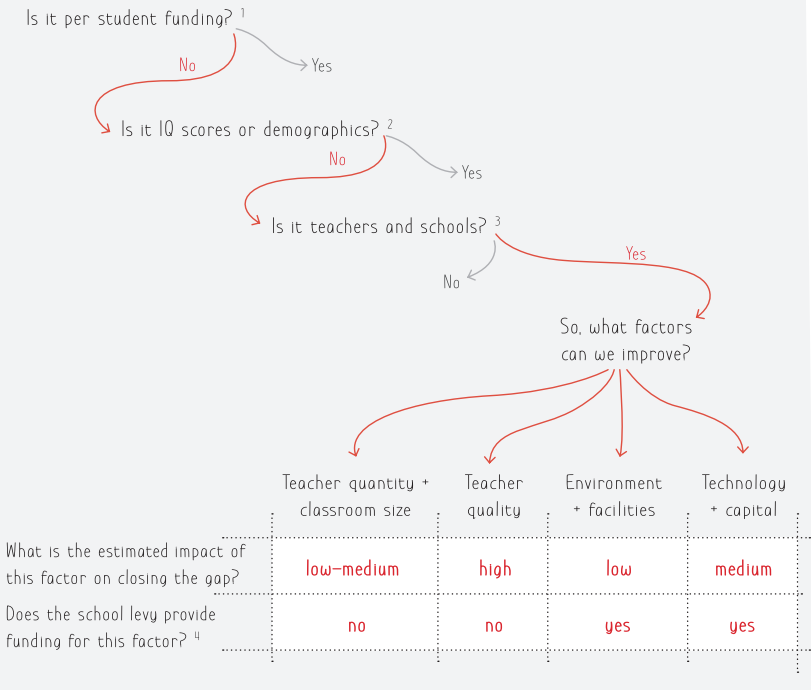 Is it per student funding? 1
No
Yes
Is it IQ scores or demographics? 2
No
Yes
Is it teachers and schools? 3
Yes
No
So, what factors
can we improve?
Teacher quantity +
classroom size
Teacher
quality
Environment
+ facilities
Technology
+ capital
What is the estimated impact of
this factor on closing the gap?
low-medium
high
low
medium
Does the school levy provide
funding for this factor? 4
no
no
yes
yes